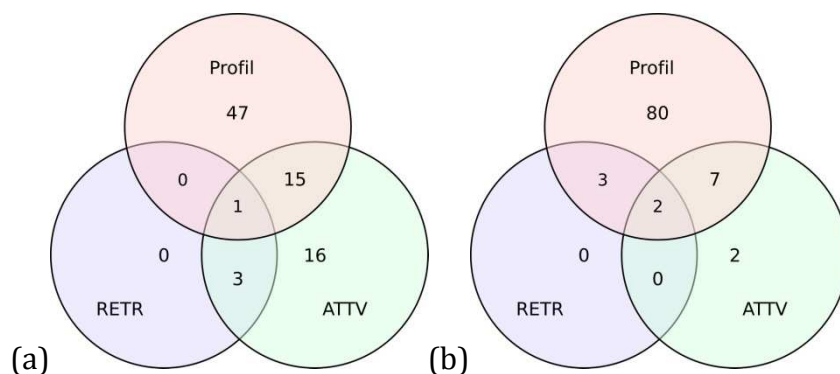 Profil
47
0
15
1
0
16
3
RETR
ATTV
(a)
Profil
80
3
7
2
0
2
0
RETR
ATTV
(b)